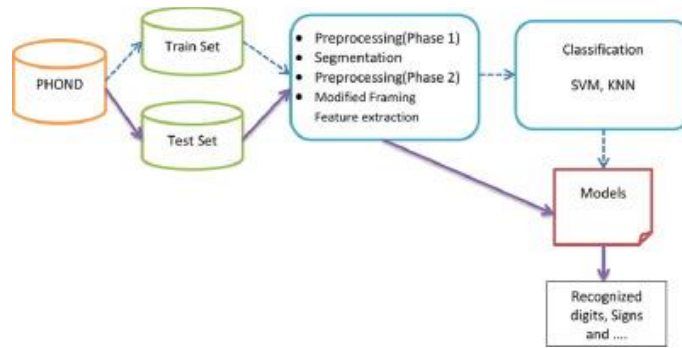 PHOND
Train Set
Test Set
• Preprocessing(Phase 1)
• Segmentation
• Preprocessing(Phase 2)
• Modified Framing
Feature extraction
Classification
SVM, KNN
Models
Recognized
digits, Signs
and ....